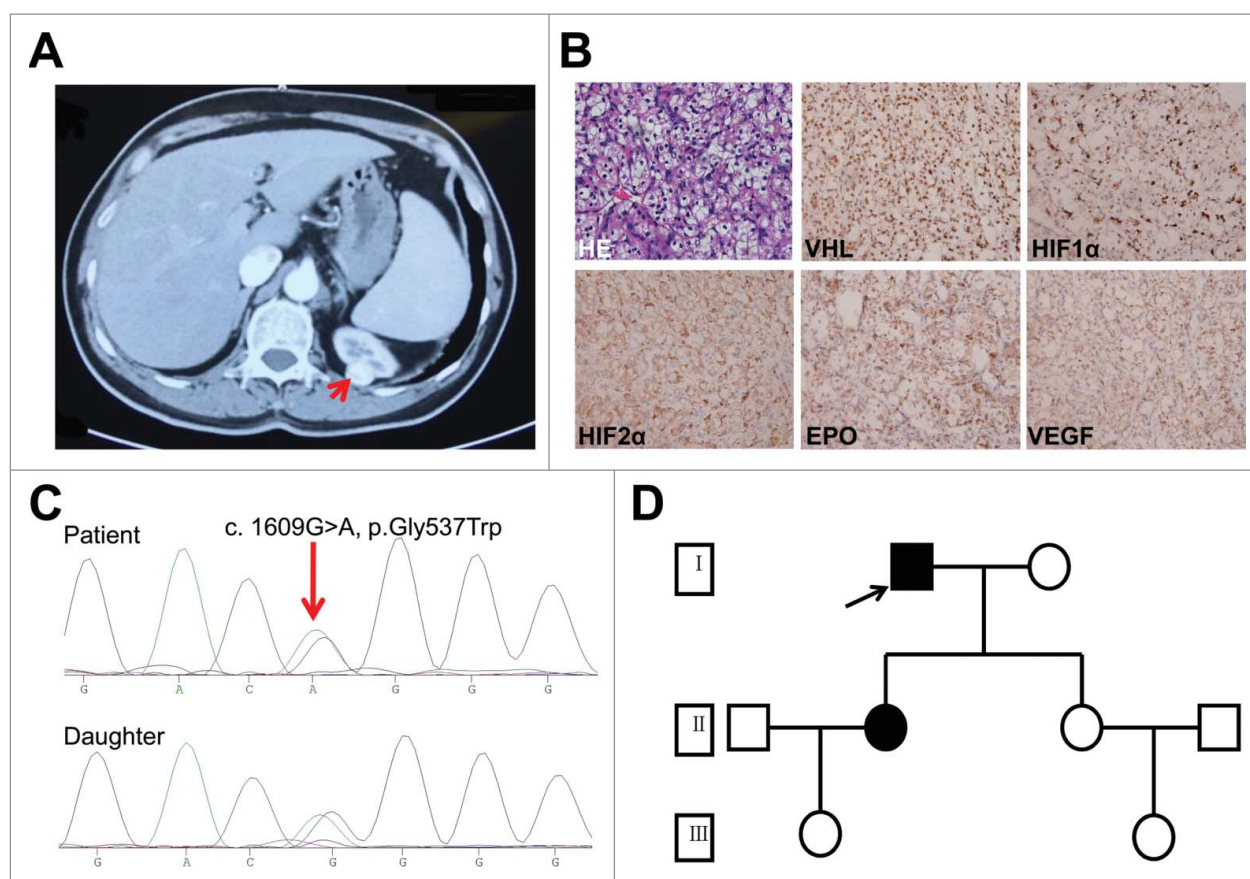 A
B
HE
VHL
HIF1α
HIF2α
EPO
VEGF
C
Patient
c. 1609G>A, p.Gly537Trp
G A C A G G G
Daughter
G A C G G G G
D
I
II
III